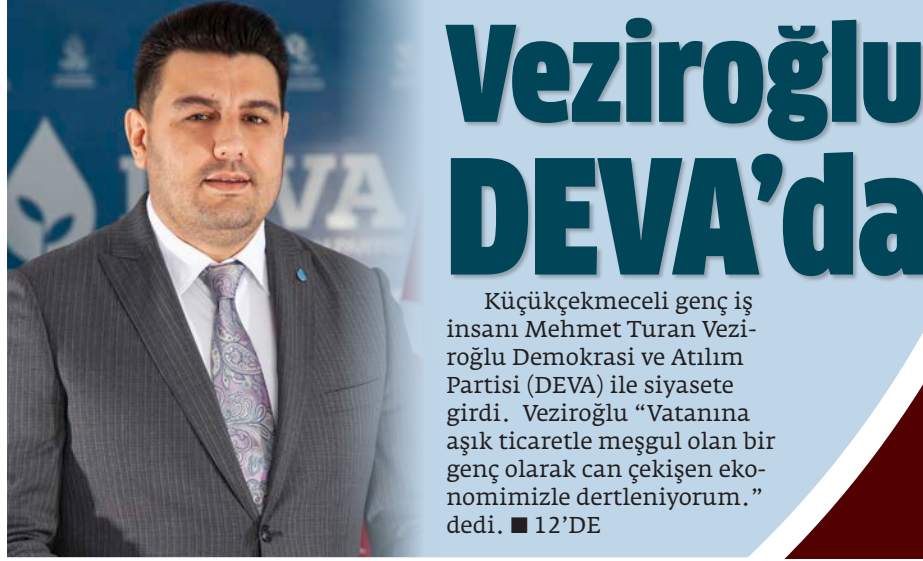 Veziroğlu
DEVA'da
Küçükçekmeceli genç iş
insanı Mehmet Turan Vezi-
roğlu Demokrasi ve Atılım
Partisi (DEVA) ile siyasete
girdi. Veziroğlu “Vatanına
aşık ticaretle meşgul olan bir
genç olarak can çekişen eko-
nomimizle dertleniyorum.”
dedi. ■ 12’DE